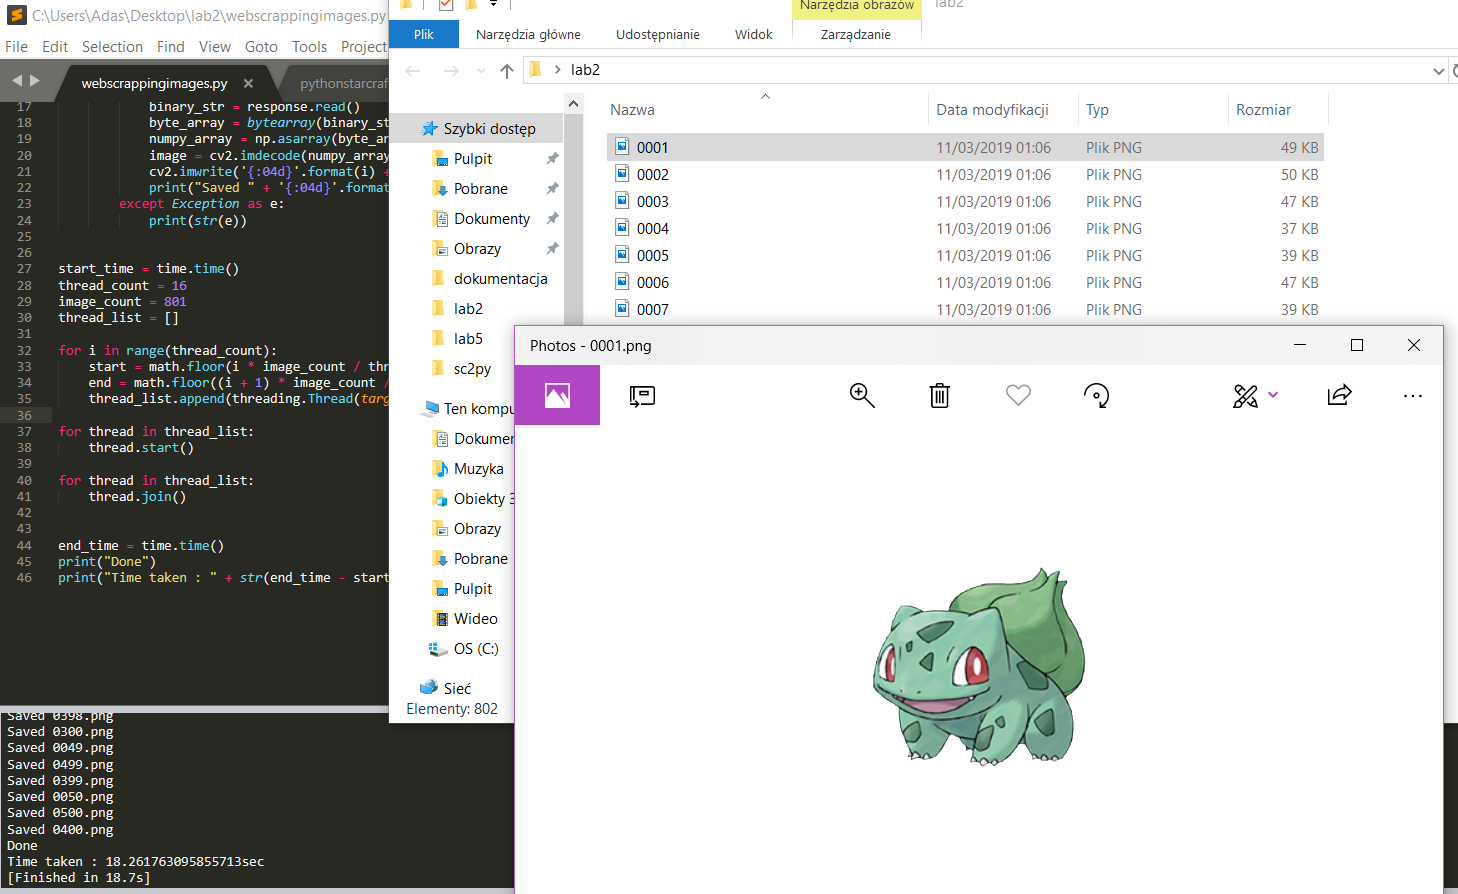 C:\Users\Adas\Desktop\lab2\webscrappingimages.py
File Edit Selection Find View Goto Tools Project
webscrappingimages.py
pythonstarcraf
17 binary_str = response.read()
18 byte_array = bytearray(binary_st
19 numpy_array = np.asarray(byte_ar
20 image = cv2.imdecode(numpy_array
21 cv2.imwrite('{:04d}'.format(i) +
22 print("Saved " + '{:04d}'.format
23 except Exception as e:
24 print(str(e))
25
26
27 start_time = time.time()
28 thread_count = 16
29 image_count = 801
30 thread_list = []
31
32 for i in range(thread_count):
33 start = math.floor(i * image_count / thr
34 end = math.floor((i + 1) * image_count /
35 thread_list.append(threading.Thread(targ
36
37 for thread in thread_list:
38 thread.start()
39
40 for thread in thread_list:
41 thread.join()
42
43
44 end_time = time.time()
45 print("Done")
46 print("Time taken : " + str(end_time - start
Saved 0398.png
Saved 0300.png
Saved 0049.png
Saved 0499.png
Saved 0399.png
Saved 0050.png
Saved 0500.png
Saved 0400.png
Done
Time taken : 18.261763095855713sec
[Finished in 18.7s]
Narzędzia obrazów
lab2
Plik Narzędzia główne Udostępnianie Widok Zarządzanie
lab2
Szybki dostęp
Pulpit
Pobrane
Dokumenty
Obrazy
dokumentacja
lab2
lab5
sc2py
Ten kompu
Dokumen
Muzyka
Obiekty 3
Obrazy
Pobrane
Pulpit
Wideo
OS (C:)
Sieć
Elementy: 802
Nazwa Data modyfikacji Typ Rozmiar
0001 11/03/2019 01:06 Plik PNG 49 KB
0002 11/03/2019 01:06 Plik PNG 50 KB
0003 11/03/2019 01:06 Plik PNG 47 KB
0004 11/03/2019 01:06 Plik PNG 37 KB
0005 11/03/2019 01:06 Plik PNG 39 KB
0006 11/03/2019 01:06 Plik PNG 47 KB
0007 11/03/2019 01:06 Plik PNG 39 KB
Photos - 0001.png